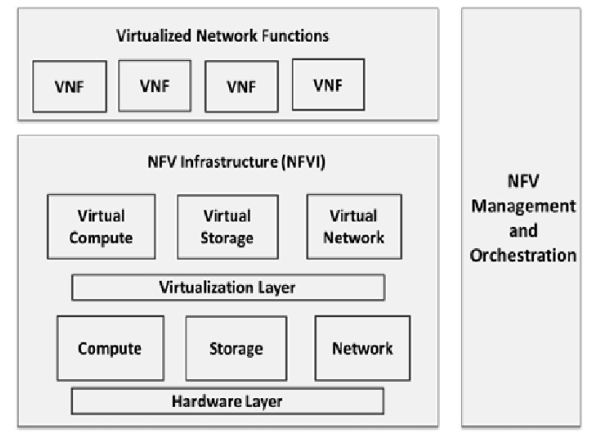 Virtualized Network Functions
VNF
VNF
VNF
VNF
NFV Infrastructure (NFVI)
Virtual
Compute
Virtual
Storage
Virtual
Network
Virtualization Layer
Compute
Storage
Network
Hardware Layer
NFV
Management
and
Orchestration